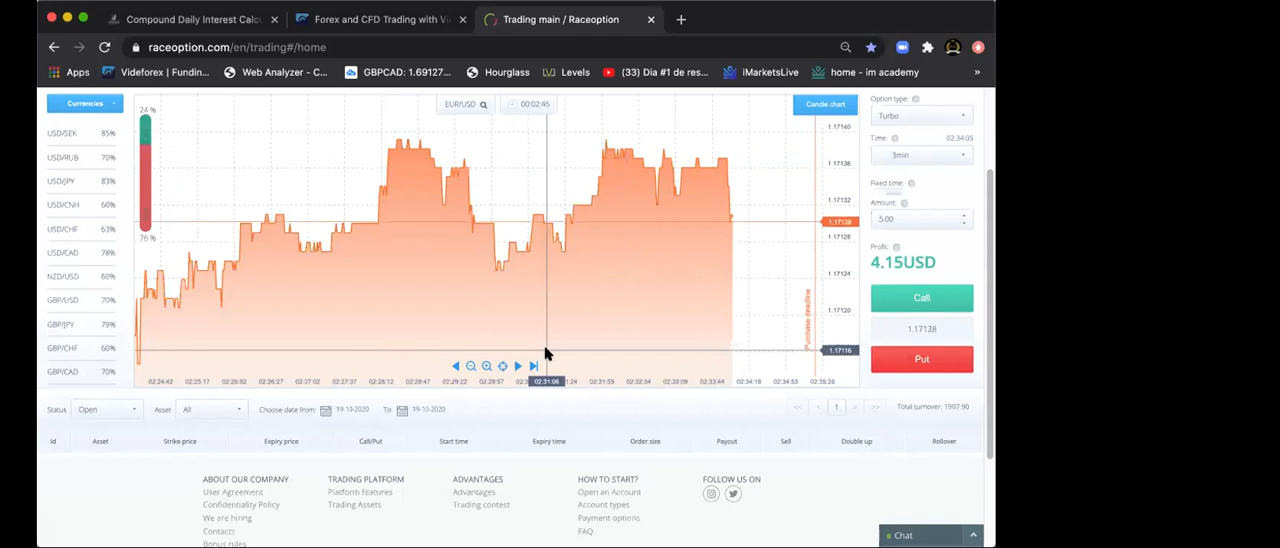 Compound Daily Interest Calcu
Forex and CFD Trading with Vi
Trading main / Raceoption
raceoption.com/en/trading#/home
Apps
Videforex | Fundin...
Web Analyzer - C...
GBPCAD: 1.69127...
Hourglass
Levels
(33) Dia #1 de res...
iMarketsLive
home - im academy
»
Currencies
USD/SEK 85%
USD/RUB 70%
USD/JPY 83%
USD/CNH 60%
USD/CHF 63%
USD/CAD 78%
NZD/USD 60%
GBP/USD 70%
GBP/JPY 79%
GBP/CHF 60%
GBP/CAD 70%
24 %
76 %
EUR/USD
00:02:45
Candle chart
1.17140
1.17136
1.17132
1.17128
1.17128
1.17124
1.17120
1.17116
Purchase deadline
02:24:42 02:25:17 02:25:52 02:26:27 02:27:02 02:27:37 02:28:12 02:28:47 02:29:22 02:29:57 02:31:06 02:31:59 02:32:34 02:33:09 02:33:44 02:34:18 02:34:53 02:35:28
Option type:
Turbo
Time: 02:34:05
3min
Fixed time:
Amount:
5.00
Profit:
4.15USD
Call
1.17128
Put
Status Open Asset All Choose date from: 19-10-2020 To: 19-10-2020 << < 1 > >> Total turnover: 1907.90
Id Asset Strike price Expiry price Call/Put Start time Expiry time Order size Payout Sell Double up Rollover
ABOUT OUR COMPANY
User Agreement
Confidentiality Policy
We are hiring
Contacts
Bonus rules
TRADING PLATFORM
Platform features
Trading Assets
ADVANTAGES
Advantages
Trading contest
HOW TO START?
Open an Account
Account types
Payment options
FAQ
FOLLOW US ON
Chat